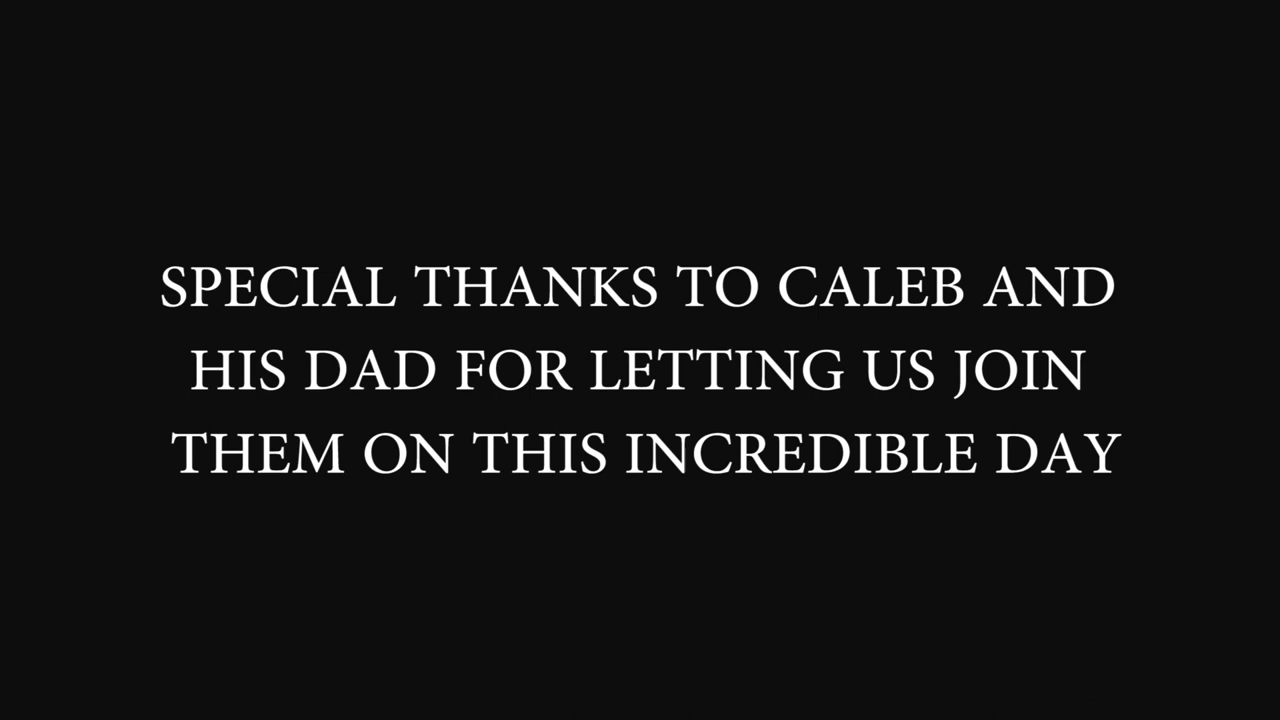 SPECIAL THANKS TO CALEB AND
HIS DAD FOR LETTING US JOIN
THEM ON THIS INCREDIBLE DAY